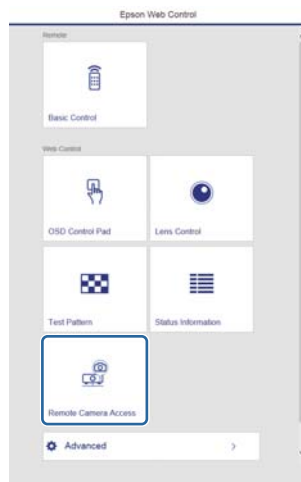 Epson Web Control
Remote
Basic Control
Web Control
OSD Control Pad
Lens Control
Test Pattern
Status Information
Remote Camera Access
Advanced